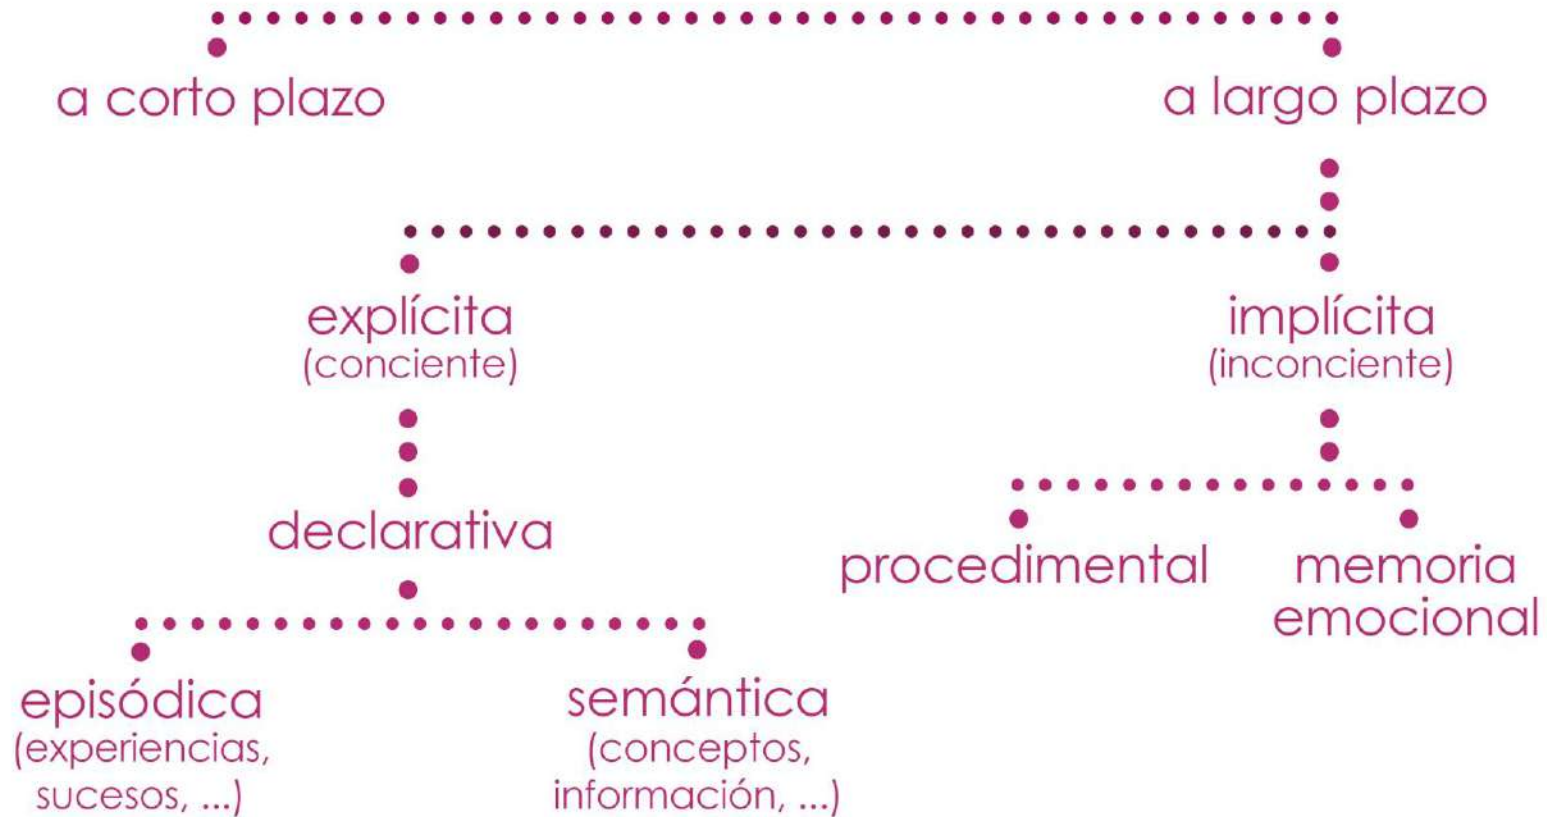 a corto plazo
a largo plazo
explícita
(conciente)
implícita
(inconciente)
declarativa
procedimental
memoria
emocional
episódica
(experiencias,
sucesos, ...)
semántica
(conceptos,
información, ...)